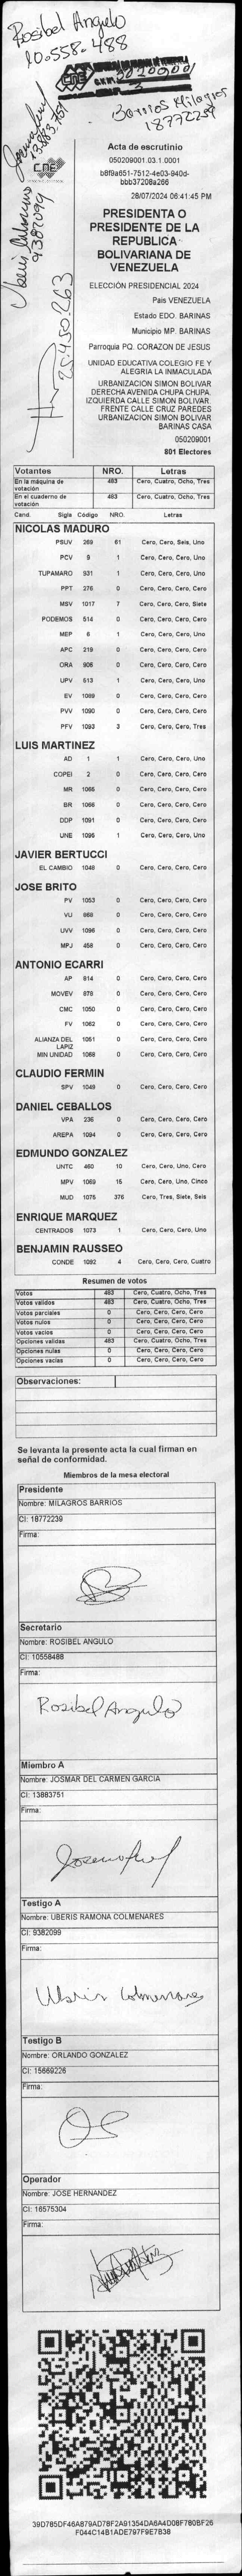 Rosibel Angulo
10.558.488
Barrios Milagros
18772239
13883.751
Uberis Colmenares
9382099
CNE
Acta de escrutinio
050209001.03.1.0001
b8f9a651-7512-4e03-940d-
bbb37208a266
28/07/2024 06:41:45 PM
PRESIDENTA O
PRESIDENTE DE LA
REPUBLICA
BOLIVARIANA DE
VENEZUELA
ELECCIÓN PRESIDENCIAL 2024
Pais VENEZUELA
Estado EDO. BARINAS
Municipio MP. BARINAS
Parroquia PQ. CORAZON DE JESUS
UNIDAD EDUCATIVA COLEGIO FE Y
ALEGRIA LA INMACULADA
URBANIZACIÓN SIMON BOLIVAR
DERECHA AVENIDA CHUPA CHUPA.
IZQUIERDA CALLE SIMON BOLIVAR.
FRENTE CALLE CRUZ PAREDES
URBANIZACION SIMON BOLIVAR
BARINAS CASA
050209001
801 Electores
Votantes NRO. Letras
En la máquina de votación 483 Cero, Cuatro, Ocho, Tres
En el cuaderno de votación 483 Cero, Cuatro, Ocho, Tres
Cand. Sigla Código NRO. Letras
NICOLAS MADURO
PSUV 269 61 Cero, Cero, Seis, Uno
PCV 9 1 Cero, Cero, Cero, Uno
TUPAMARO 931 1 Cero, Cero, Cero, Uno
PPT 276 0 Cero, Cero, Cero, Cero
MSV 1017 7 Cero, Cero, Cero, Siete
PODEMOS 514 0 Cero, Cero, Cero, Cero
MEP 6 1 Cero, Cero, Cero, Uno
APC 219 0 Cero, Cero, Cero, Cero
ORA 906 0 Cero, Cero, Cero, Cero
UPV 513 1 Cero, Cero, Cero, Uno
EV 1089 0 Cero, Cero, Cero, Cero
PVV 1090 0 Cero, Cero, Cero, Cero
PFV 1093 3 Cero, Cero, Cero, Tres
LUIS MARTINEZ
AD 1 1 Cero, Cero, Cero, Uno
COPEI 2 0 Cero, Cero, Cero, Cero
MR 1065 0 Cero, Cero, Cero, Cero
BR 1066 0 Cero, Cero, Cero, Cero
DDP 1091 0 Cero, Cero, Cero, Cero
UNE 1095 1 Cero, Cero, Cero, Uno
JAVIER BERTUCCI
EL CAMBIO 1048 0 Cero, Cero, Cero, Cero
JOSE BRITO
PV 1053 0 Cero, Cero, Cero, Cero
VU 868 0 Cero, Cero, Cero, Cero
UVV 1096 0 Cero, Cero, Cero, Cero
MPJ 458 0 Cero, Cero, Cero, Cero
ANTONIO ECARRI
AP 814 0 Cero, Cero, Cero, Cero
MOVEV 879 0 Cero, Cero, Cero, Cero
CMC 1050 0 Cero, Cero, Cero, Cero
FV 1062 0 Cero, Cero, Cero, Cero
ALIANZA DEL LAPIZ 1051 0 Cero, Cero, Cero, Cero
MIN UNIDAD 1068 0 Cero, Cero, Cero, Cero
CLAUDIO FERMIN
SPV 1049 0 Cero, Cero, Cero, Cero
DANIEL CEBALLOS
VPA 236 0 Cero, Cero, Cero, Cero
AREPA 1094 0 Cero, Cero, Cero, Cero
EDMUNDO GONZALEZ
UNTC 460 10 Cero, Cero, Uno, Cero
MPV 1069 15 Cero, Cero, Uno, Cinco
MUD 1075 376 Cero, Tres, Siete, Seis
ENRIQUE MARQUEZ
CENTRADOS 1073 1 Cero, Cero, Cero, Uno
BENJAMIN RAUSSEO
CONDE 1092 4 Cero, Cero, Cero, Cuatro
Resumen de votos
Votos 483 Cero, Cuatro, Ocho, Tres
Votos validos 483 Cero, Cuatro, Ocho, Tres
Votos parciales 0 Cero, Cero, Cero, Cero
Votos nulos 0 Cero, Cero, Cero, Cero
Votos vacios 0 Cero, Cero, Cero, Cero
Opciones validas 483 Cero, Cuatro, Ocho, Tres
Opciones nulas 0 Cero, Cero, Cero, Cero
Opciones vacias 0 Cero, Cero, Cero, Cero
Observaciones:
Se levanta la presente acta la cual firman en
señal de conformidad.
Miembros de la mesa electoral
Presidente
Nombre: MILAGROS BARRIOS
CI: 18772239
Firma:
Secretario
Nombre: ROSIBEL ANGULO
CI: 10558488
Firma:
Rosibel Angulo
Miembro A
Nombre: JOSMAR DEL CARMEN GARCIA
CI: 13883751
Firma:
Testigo A
Nombre: UBERIS RAMONA COLMENARES
CI: 9382099
Firma:
Uberis Colmenares
Testigo B
Nombre: ORLANDO GONZALEZ
CI: 15669226
Firma:
Operador
Nombre: JOSE HERNANDEZ
CI: 16575304
Firma:
39D785DF46A879AD78F2A91354DA6A4D08F780BF26
F044C14B1ADE797F9E7B38